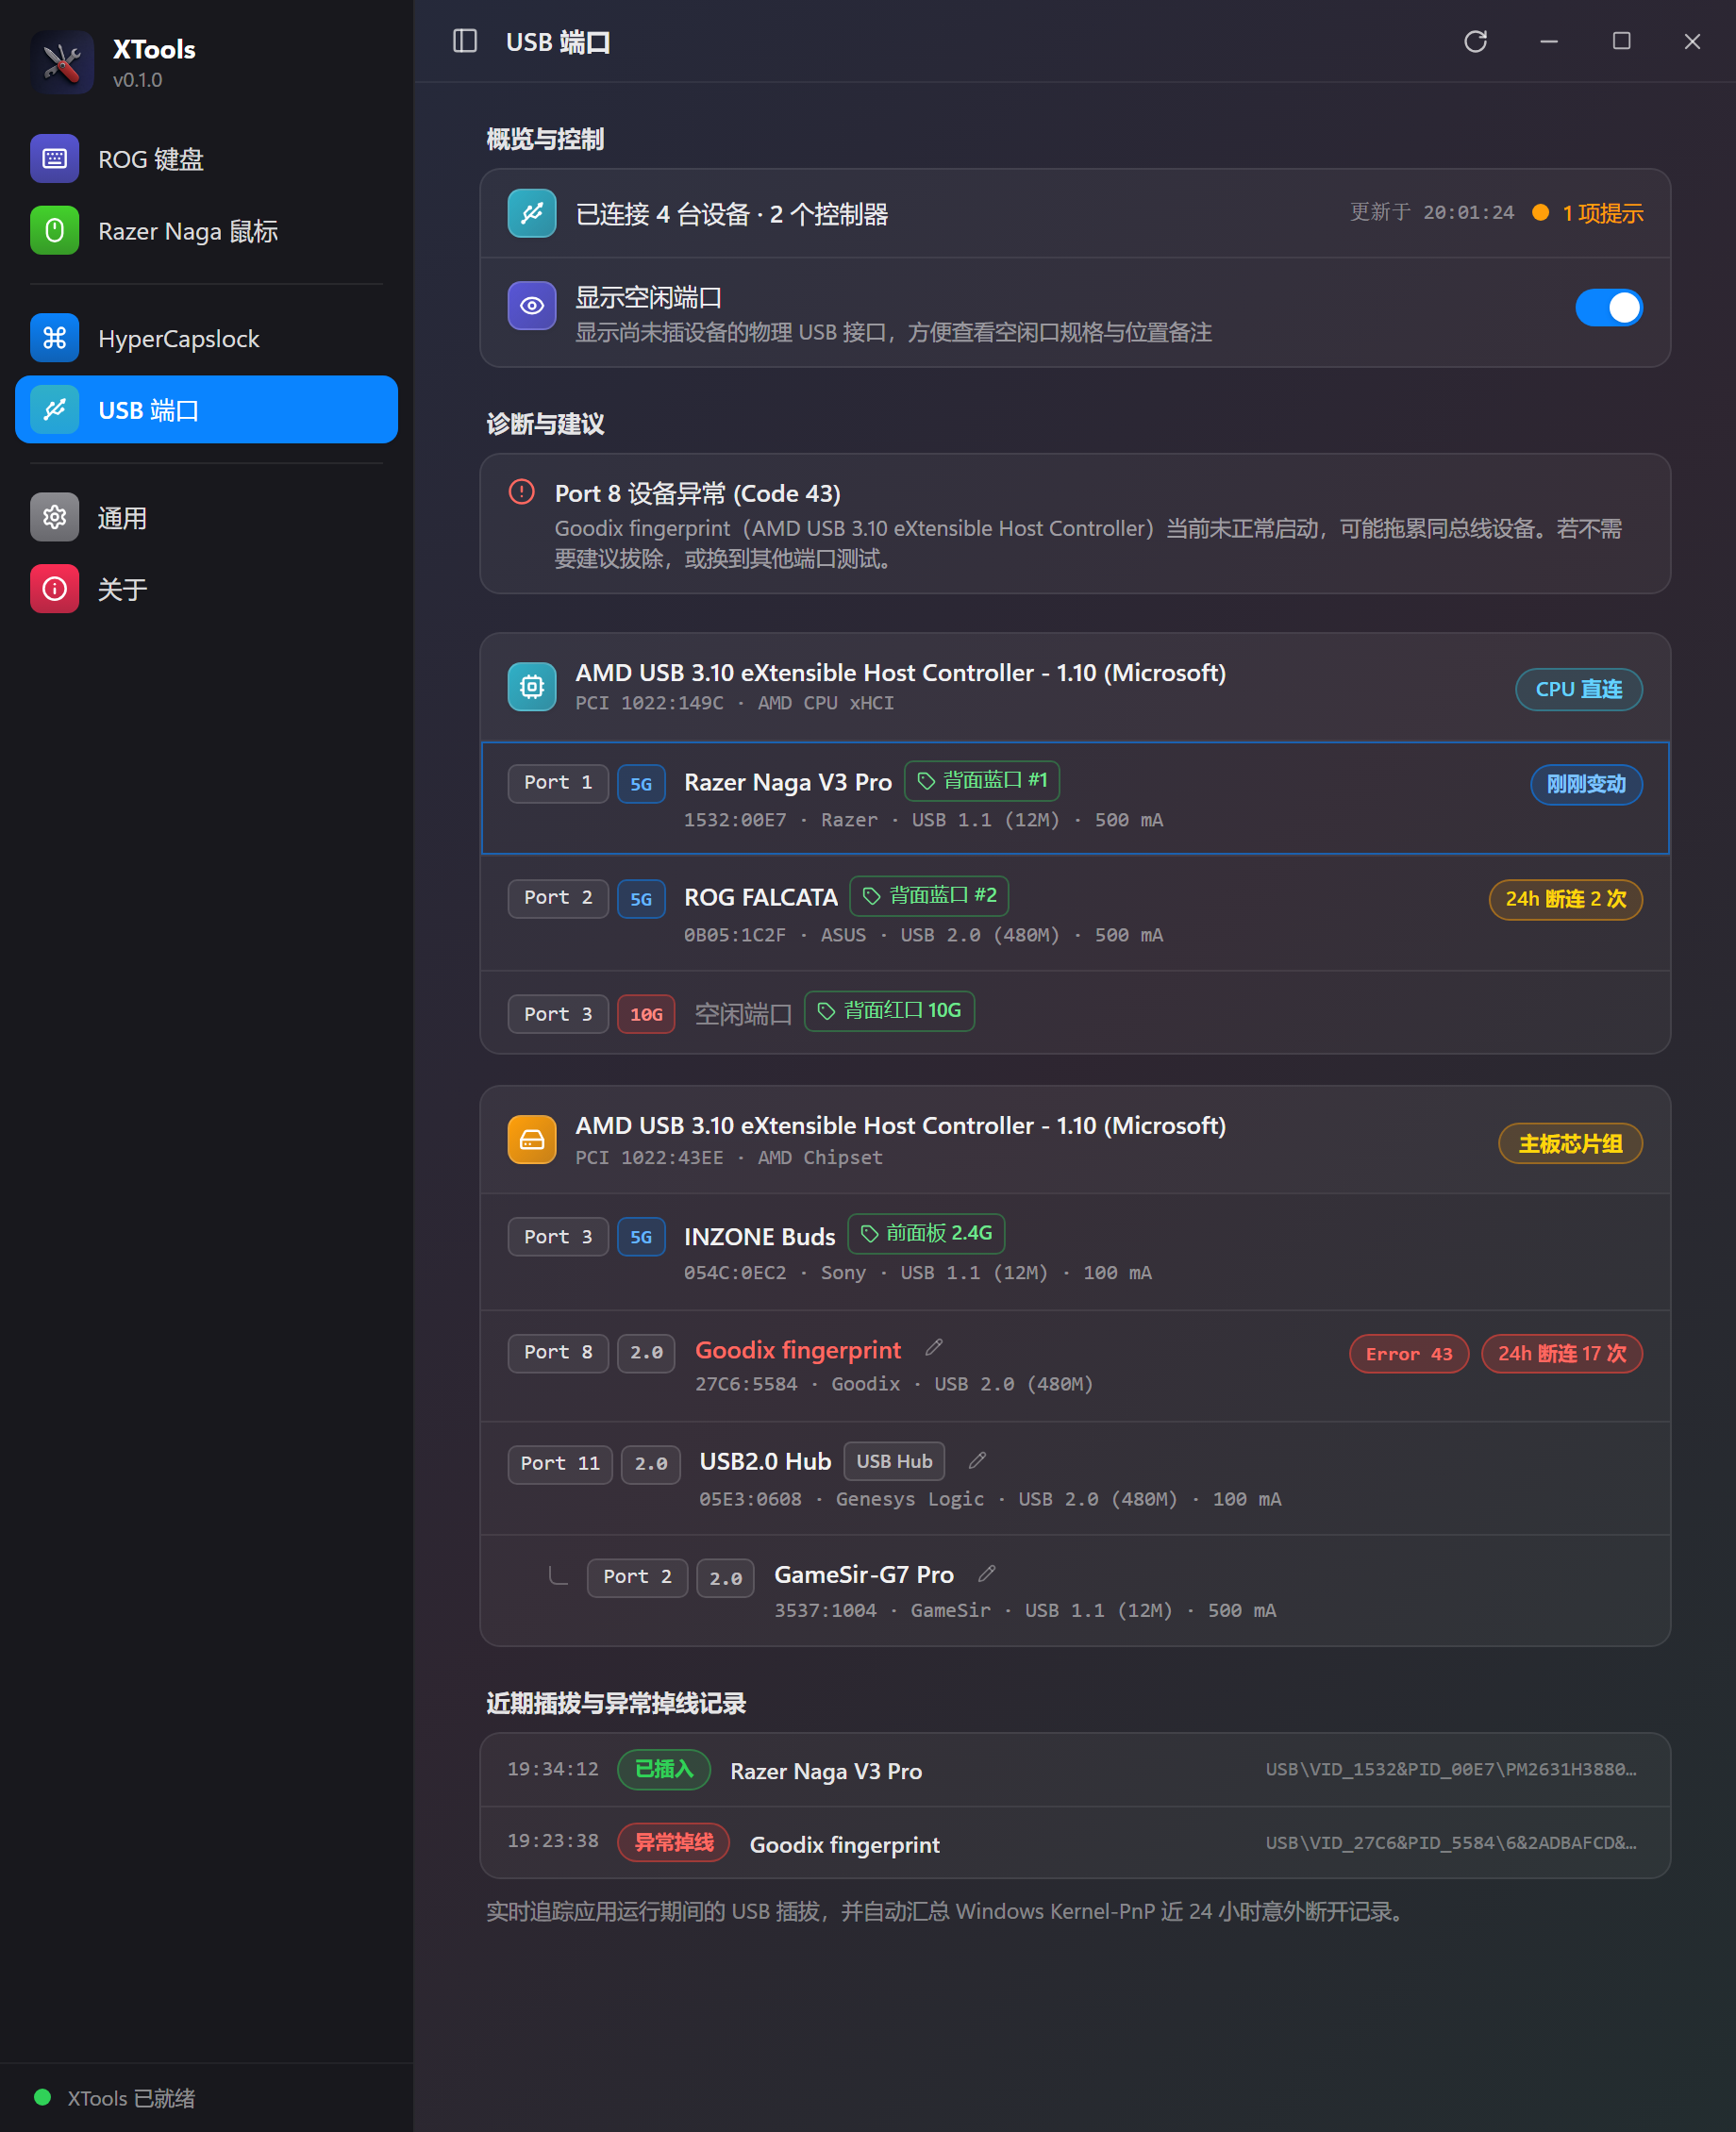 XTools
v0.1.0
ROG 键盘
Razer Naga 鼠标
HyperCapslock
USB 端口
通用
关于
XTools 已就绪
USB 端口
概览与控制
已连接 4 台设备 · 2 个控制器
更新于 20:01:24
1 项提示
显示空闲端口
显示尚未插设备的物理 USB 接口，方便查看空闲口规格与位置备注
诊断与建议
Port 8 设备异常 (Code 43)
Goodix fingerprint（AMD USB 3.10 eXtensible Host Controller）当前未正常启动，可能拖累同总线设备。若不需
要建议拔除，或换到其他端口测试。
AMD USB 3.10 eXtensible Host Controller - 1.10 (Microsoft)
PCI 1022:149C · AMD CPU xHCI
CPU 直连
Port 1 5G Razer Naga V3 Pro 背面蓝口 #1 刚刚变动
1532:00E7 · Razer · USB 1.1 (12M) · 500 mA
Port 2 5G ROG FALCATA 背面蓝口 #2 24h 断连 2 次
0B05:1C2F · ASUS · USB 2.0 (480M) · 500 mA
Port 3 10G 空闲端口 背面红口 10G
AMD USB 3.10 eXtensible Host Controller - 1.10 (Microsoft)
PCI 1022:43EE · AMD Chipset
主板芯片组
Port 3 5G INZONE Buds 前面板 2.4G
054C:0EC2 · Sony · USB 1.1 (12M) · 100 mA
Port 8 2.0 Goodix fingerprint Error 43 24h 断连 17 次
27C6:5584 · Goodix · USB 2.0 (480M)
Port 11 2.0 USB2.0 Hub USB Hub
05E3:0608 · Genesys Logic · USB 2.0 (480M) · 100 mA
Port 2 2.0 GameSir-G7 Pro
3537:1004 · GameSir · USB 1.1 (12M) · 500 mA
近期插拔与异常掉线记录
19:34:12 已插入 Razer Naga V3 Pro USB\VID_1532&PID_00E7\PM2631H3880…
19:23:38 异常掉线 Goodix fingerprint USB\VID_27C6&PID_5584\6&2ADBAFCD&…
实时追踪应用运行期间的 USB 插拔，并自动汇总 Windows Kernel-PnP 近 24 小时意外断开记录。